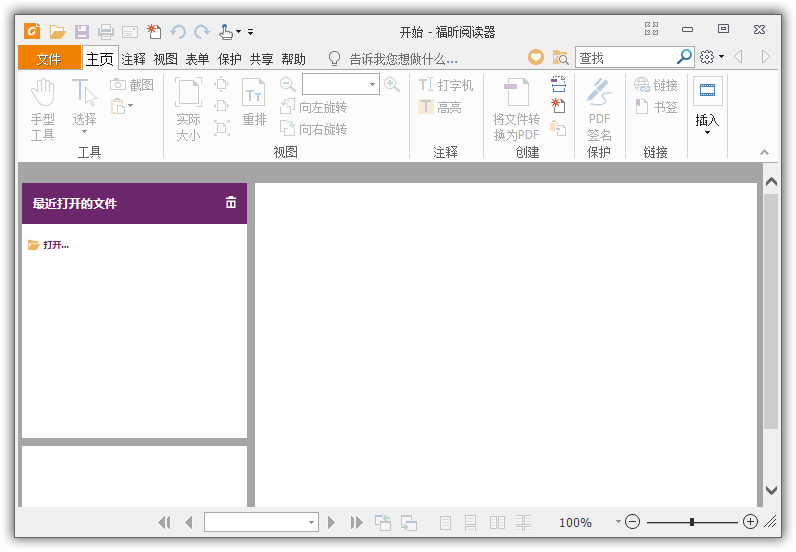 开始 - 福昕阅读器
文件 主页 注释 视图 表单 保护 共享 帮助 告诉我您想做什么... 查找
手型工具
选择
截图
工具
实际大小
重排
向左旋转
向右旋转
视图
打字机
高亮
注释
将文件转换为PDF
创建
PDF签名
保护
链接
书签
链接
插入
最近打开的文件
打开...
100%